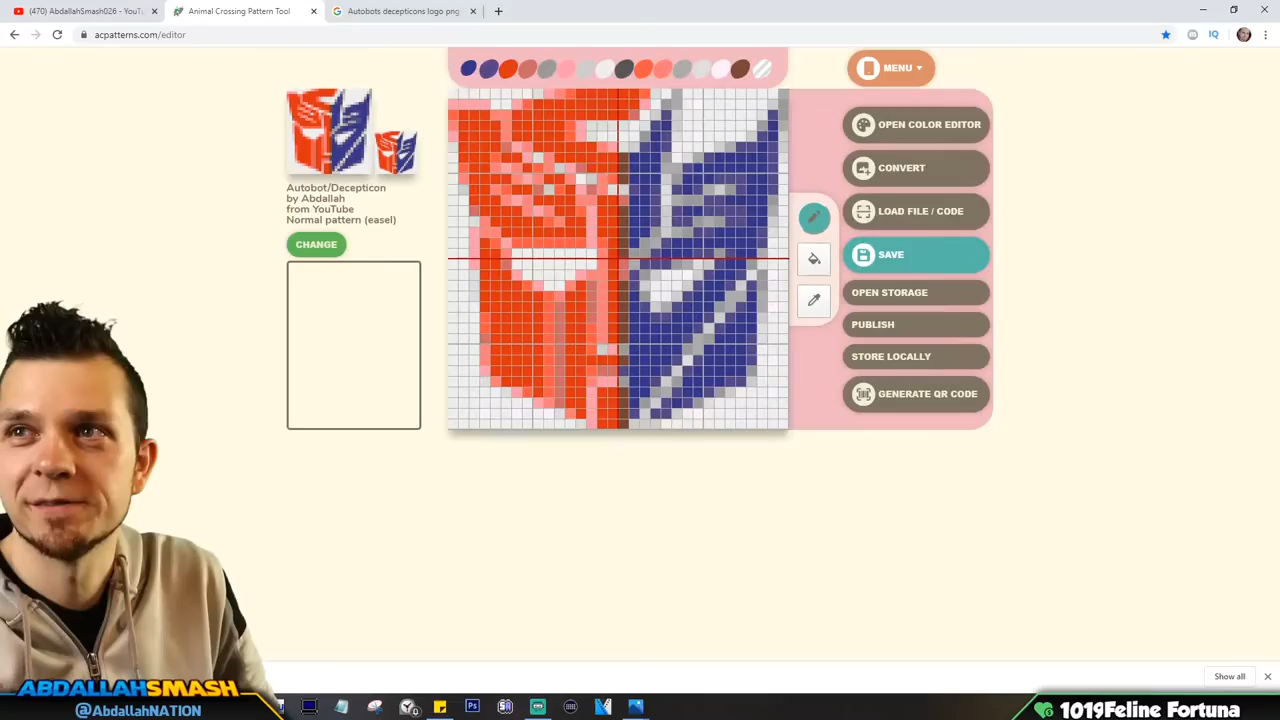 (470) AbdallahSmash026 - YouTu
Animal Crossing Pattern Tool
Autobots decepticons logo png
acpatterns.com/editor
IQ
MENU
Autobot/Decepticon
by Abdallah
from YouTube
Normal pattern (easel)
CHANGE
OPEN COLOR EDITOR
CONVERT
LOAD FILE / CODE
SAVE
OPEN STORAGE
PUBLISH
STORE LOCALLY
GENERATE QR CODE
Show all
ABDALLAHSMASH
@AbdallahNATION
Ps
1019Feline Fortuna